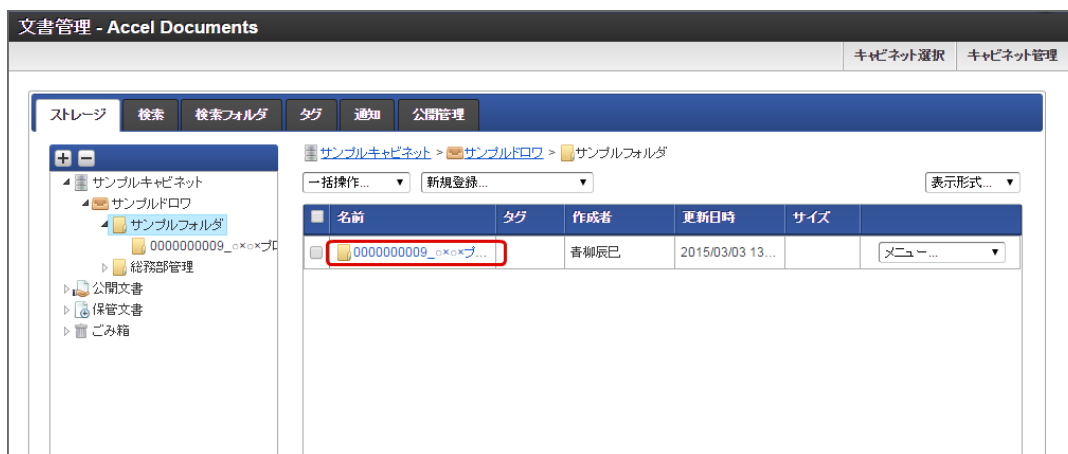 文書管理 - Accel Documents
キャビネット選択 キャビネット管理
ストレージ 検索 検索フォルダ タグ 通知 公開管理
サンプルキャビネット > サンプルドロワ > サンプルフォルダ
サンプルキャビネット
サンプルドロワ
サンプルフォルダ
0000000009_○×○×プロ
総務部管理
公開文書
保管文書
ごみ箱
一括操作... 新規登録... 表示形式...
名前 タグ 作成者 更新日時 サイズ
0000000009_○×○×プ... 青柳辰巳 2015/03/03 13... メニュー...